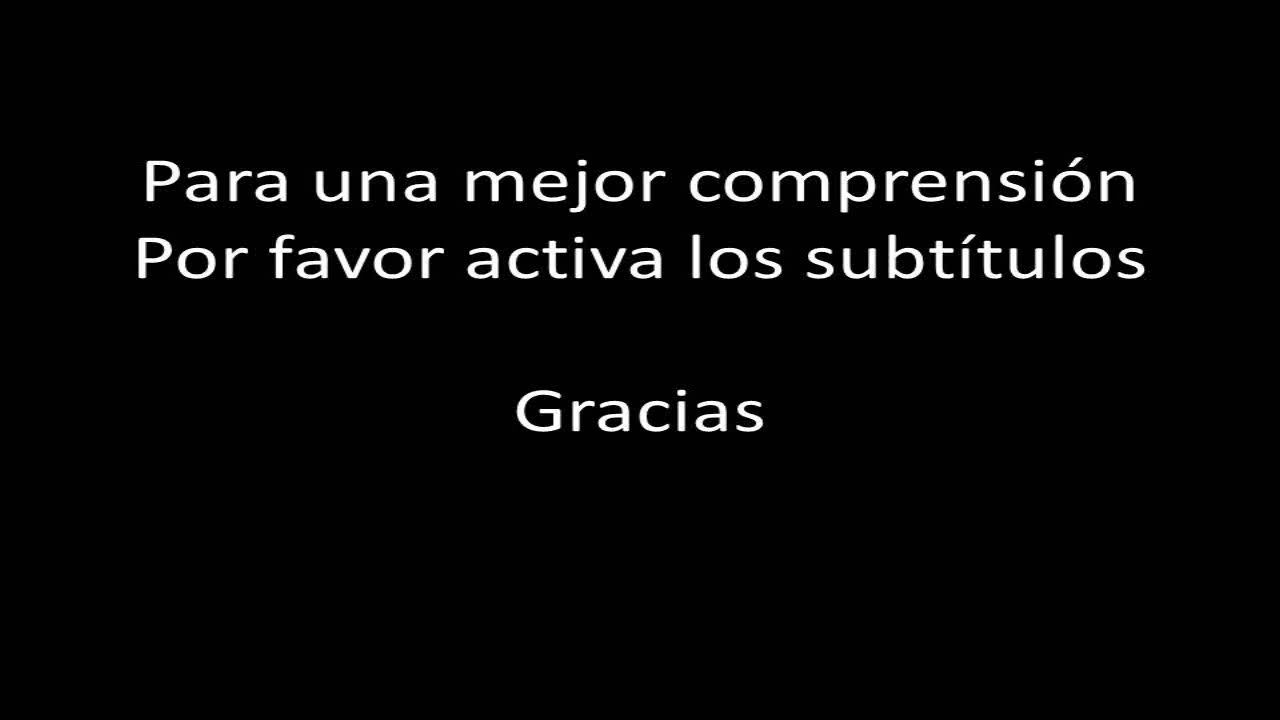 Para una mejor comprensión
Por favor activa los subtítulos
Gracias